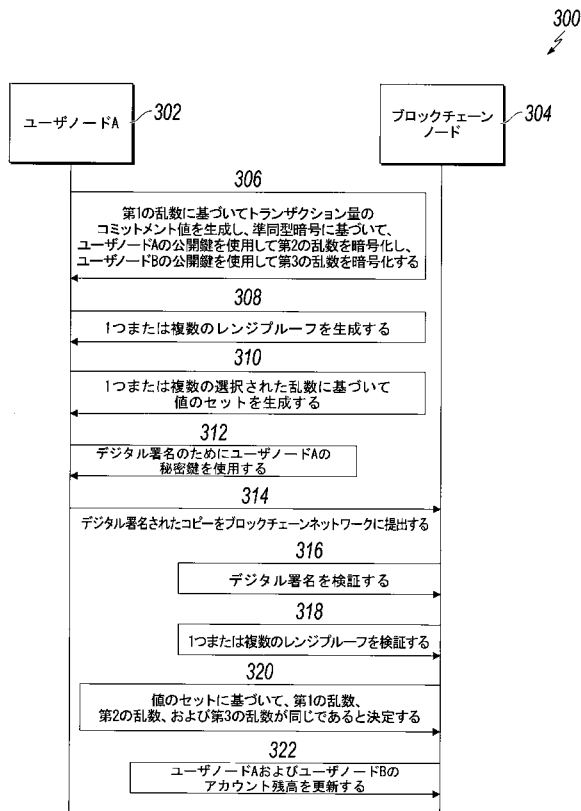 300
ユーザノードA
302
ブロックチェーン
ノード
304
306
第1の乱数に基づいてトランザクション量の
コミットメント値を生成し、準同型暗号に基づいて、
ユーザノードAの公開鍵を使用して第2の乱数を暗号化し、
ユーザノードBの公開鍵を使用して第3の乱数を暗号化する
308
1つまたは複数のレンジプルーフを生成する
310
1つまたは複数の選択された乱数に基づいて
値のセットを生成する
312
デジタル署名のためにユーザノードAの
秘密鍵を使用する
314
デジタル署名されたコピーをブロックチェーンネットワークに提出する
316
デジタル署名を検証する
318
1つまたは複数のレンジプルーフを検証する
320
値のセットに基づいて、第1の乱数、
第2の乱数、および第3の乱数が同じであると決定する
322
ユーザノードAおよびユーザノードBの
アカウント残高を更新する